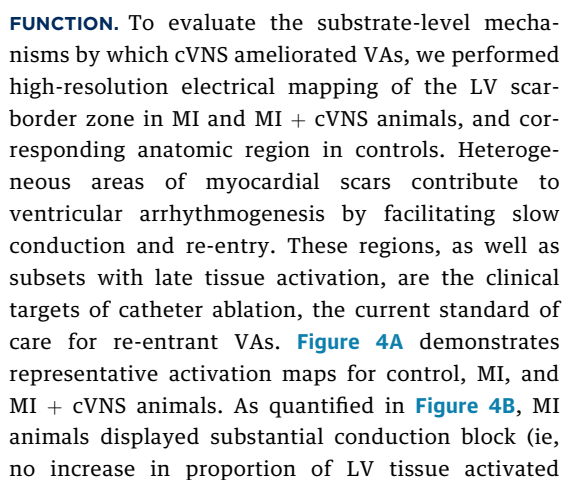 FUNCTION. To evaluate the substrate-level mecha-
nisms by which cVNS ameliorated VAs, we performed
high-resolution electrical mapping of the LV scar-
border zone in MI and MI + cVNS animals, and cor-
responding anatomic region in controls. Heteroge-
neous areas of myocardial scars contribute to
ventricular arrhythmogenesis by facilitating slow
conduction and re-entry. These regions, as well as
subsets with late tissue activation, are the clinical
targets of catheter ablation, the current standard of
care for re-entrant VAs. Figure 4A demonstrates
representative activation maps for control, MI, and
MI + cVNS animals. As quantified in Figure 4B, MI
animals displayed substantial conduction block (ie,
no increase in proportion of LV tissue activated